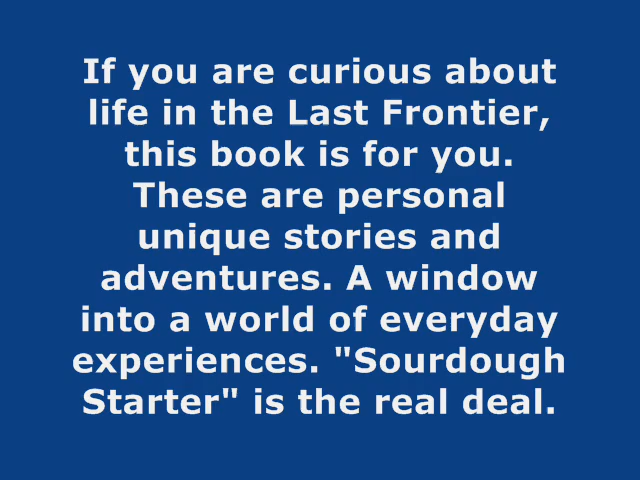 If you are curious about
life in the Last Frontier,
this book is for you.
These are personal
unique stories and
adventures. A window
into a world of everyday
experiences. "Sourdough
Starter" is the real deal.